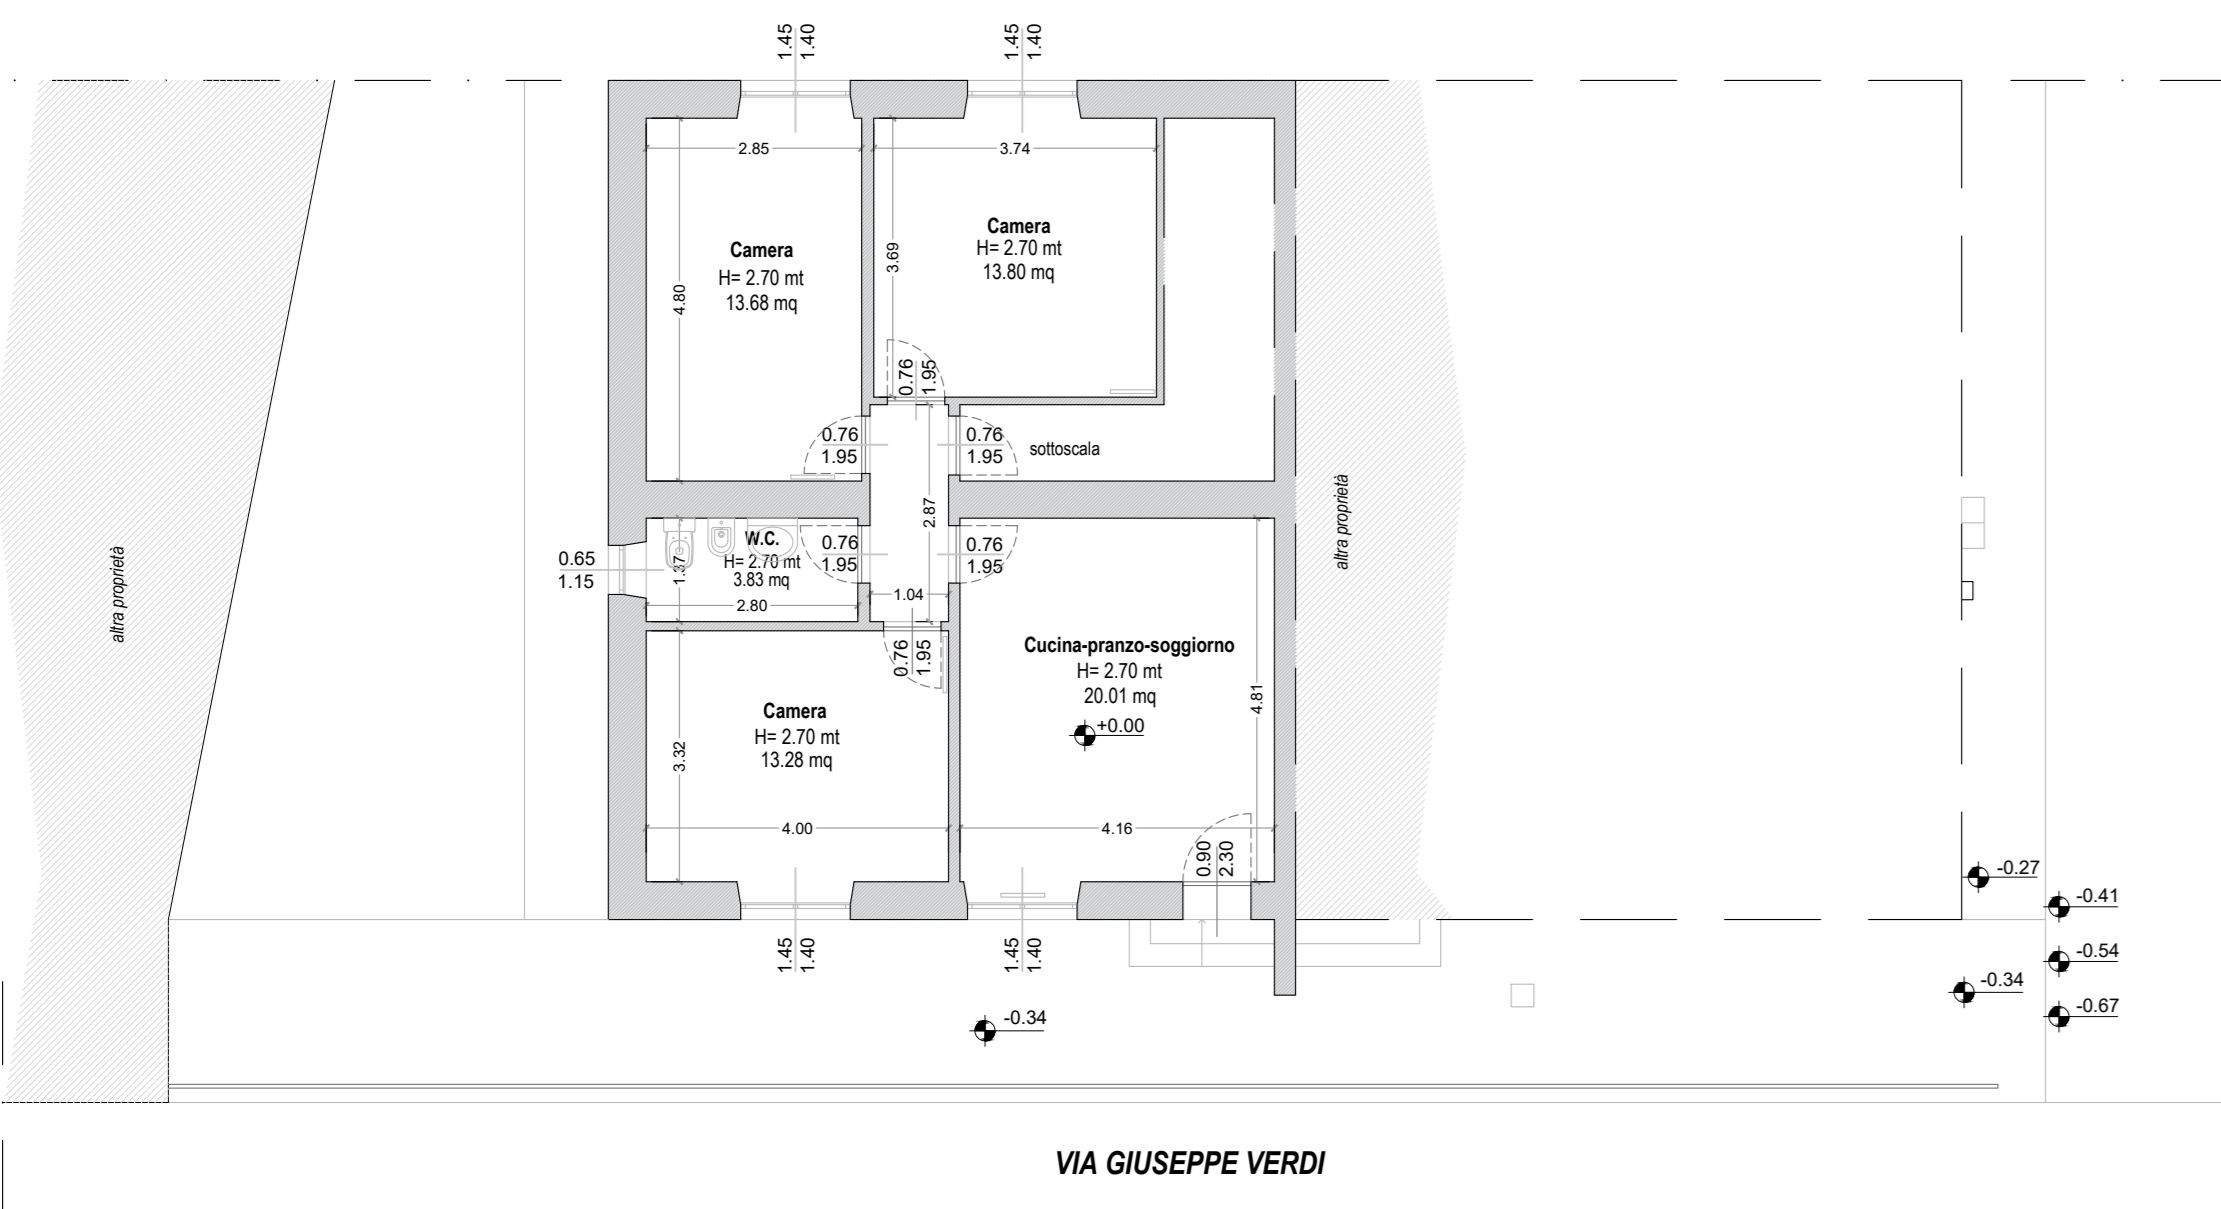 1.45
1.40
1.45
1.40
2.85
3.74
Camera
H= 2.70 mt
13.68 mq
4.80
Camera
H= 2.70 mt
13.80 mq
3.69
0.76
1.95
0.76
1.95
0.76
1.95
sottoscala
2.87
altra proprietà
altra proprietà
0.65
1.15
W.C.
H= 2.70 mt
3.83 mq
1.37
2.80
0.76
1.95
0.76
1.95
1.04
0.76
1.95
Camera
H= 2.70 mt
13.28 mq
3.32
4.00
Cucina-pranzo-soggiorno
H= 2.70 mt
20.01 mq
+0.00
4.81
4.16
0.90
2.30
1.45
1.40
1.45
1.40
-0.27
-0.41
-0.54
-0.34
-0.67
-0.34
VIA GIUSEPPE VERDI